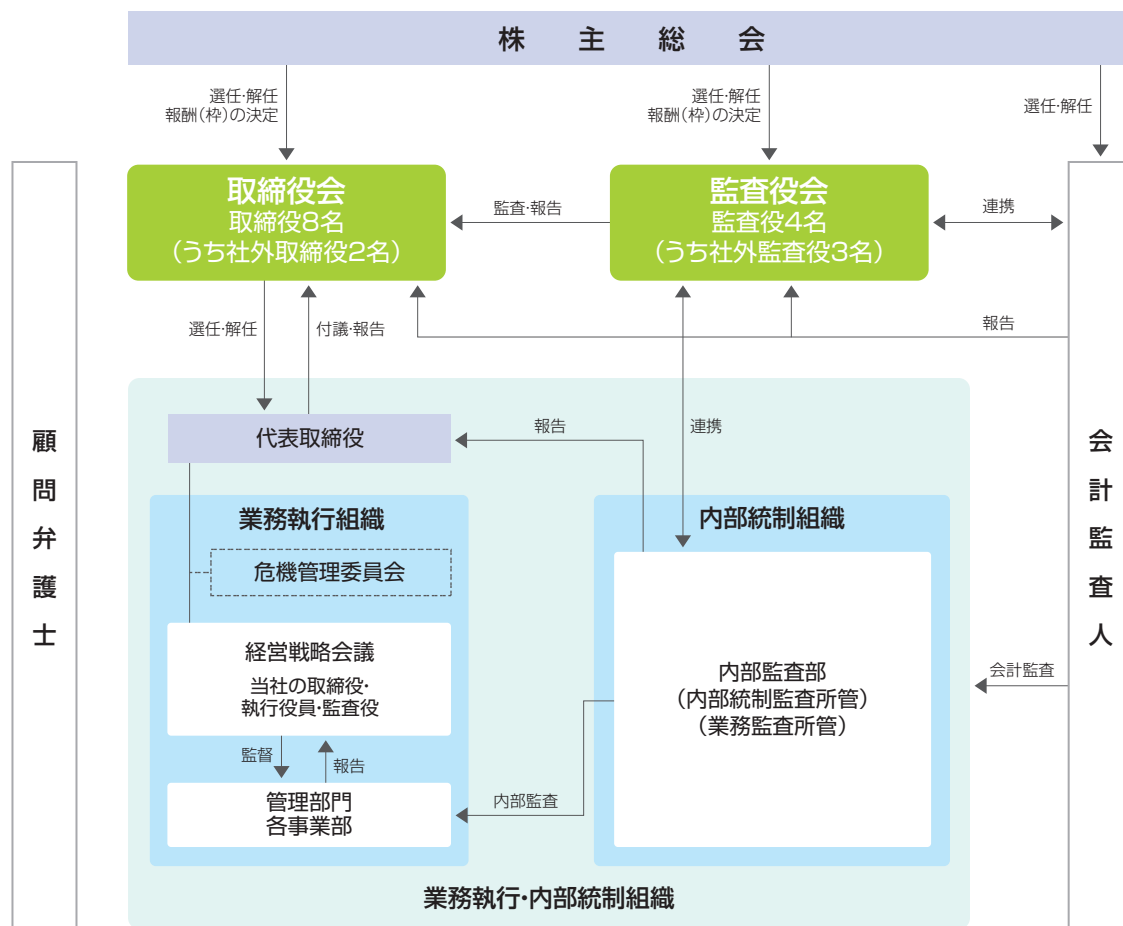 株主総会
選任・解任
報酬(枠)の決定
選任・解任
報酬(枠)の決定
選任・解任
取締役会
取締役8名
(うち社外取締役2名)
監査・報告
監査役会
監査役4名
(うち社外監査役3名)
連携
選任・解任
付議・報告
報告
顧問弁護士
会計監査人
代表取締役
報告
連携
業務執行組織
危機管理委員会
経営戦略会議
当社の取締役・
執行役員・監査役
監督
報告
管理部門
各事業部
内部統制組織
内部監査部
(内部統制監査所管)
(業務監査所管)
内部監査
会計監査
業務執行・内部統制組織